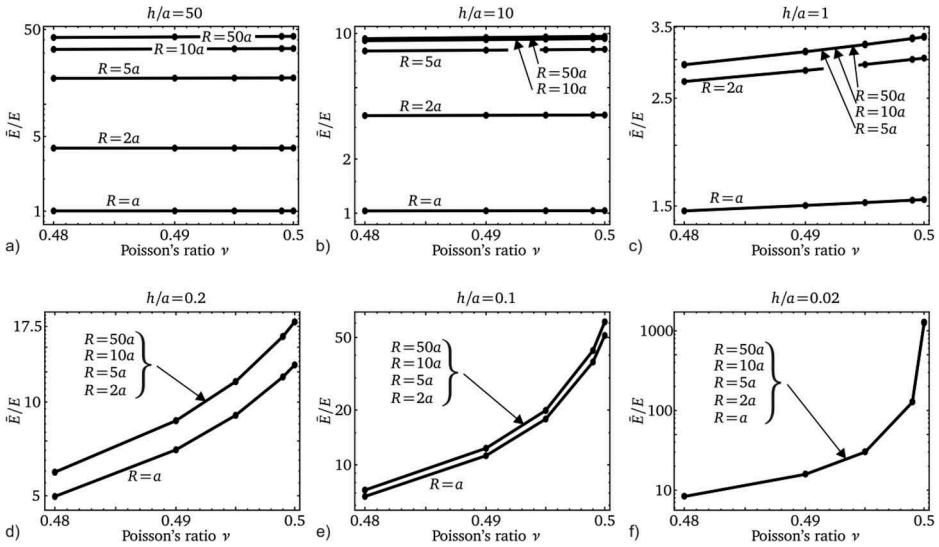 h/a=50
50
R=50a
R=10a
R=5a
Ē/E
5
R=2a
R=a
1
0.48
0.49
0.5
a)
Poisson's ratio ν
h/a=10
10
R=5a
R=50a
R=10a
R=2a
Ē/E
2
R=a
1
0.48
0.49
0.5
b)
Poisson's ratio ν
h/a=1
3.5
R=2a
2.5
R=50a
R=10a
R=5a
Ē/E
1.5
R=a
0.48
0.49
0.5
c)
Poisson's ratio ν
h/a=0.2
17.5
R=50a
R=10a
R=5a
R=2a
10
Ē/E
R=a
5
0.48
0.49
0.5
d)
Poisson's ratio ν
h/a=0.1
50
R=50a
R=10a
R=5a
R=2a
20
Ē/E
10
R=a
0.48
0.49
0.5
e)
Poisson's ratio ν
h/a=0.02
1000
R=50a
R=10a
R=5a
R=2a
R=a
100
Ē/E
10
0.48
0.49
0.5
f)
Poisson's ratio ν